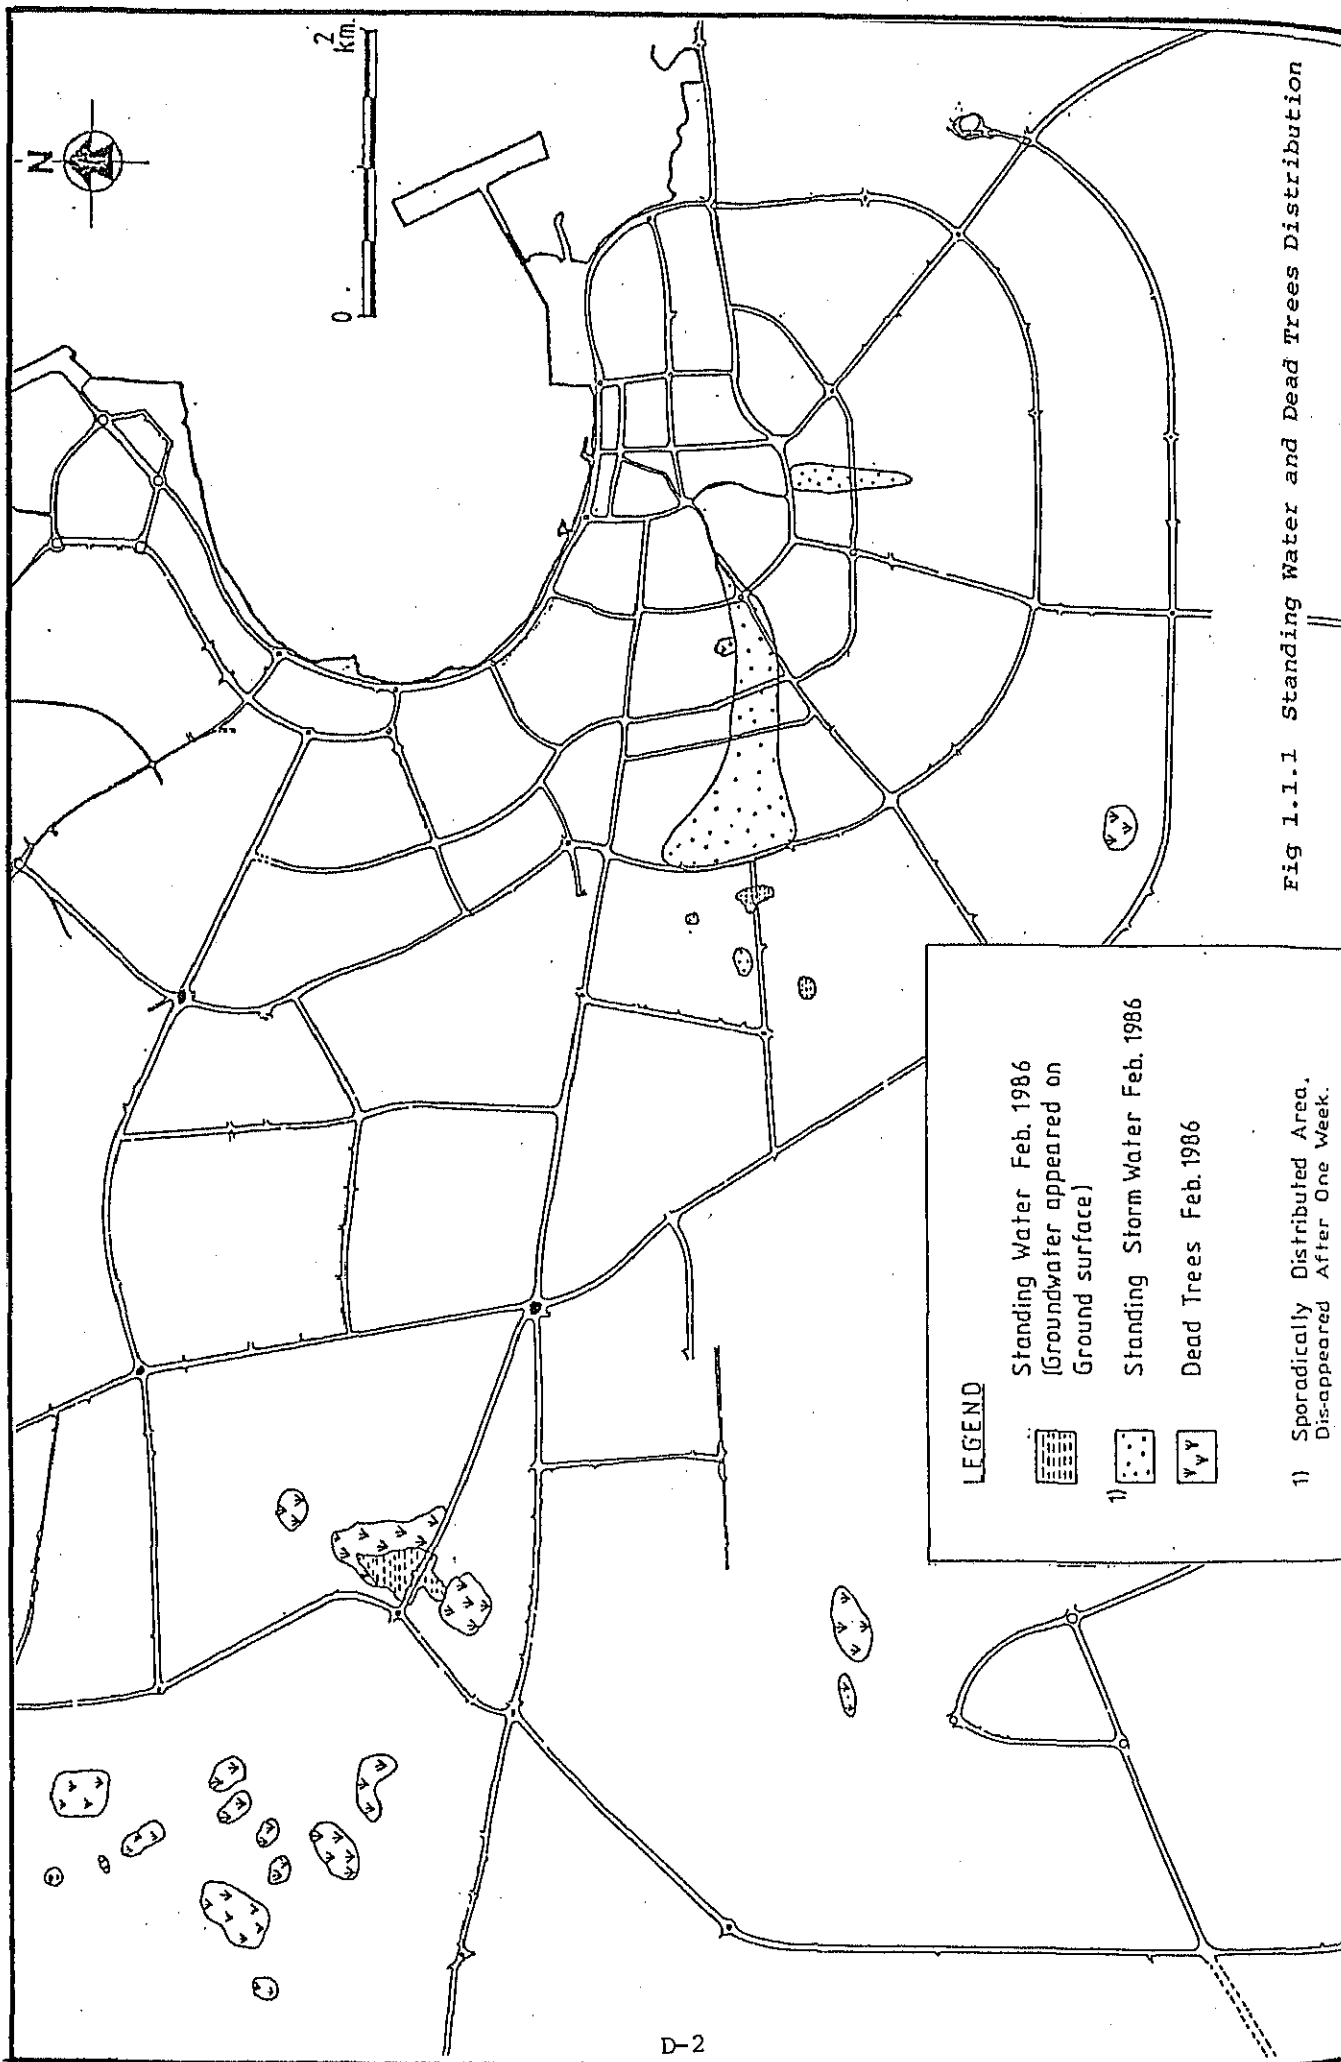 N
0
2
km.
LEGEND
Standing Water Feb. 1986
(Groundwater appeared on
Ground surface)
1)
Standing Storm Water Feb. 1986
Dead Trees Feb. 1986
1) Sporadically Distributed Area.
Dis-appeared After One Week.
Fig 1.1.1 Standing Water and Dead Trees Distribution
D-2